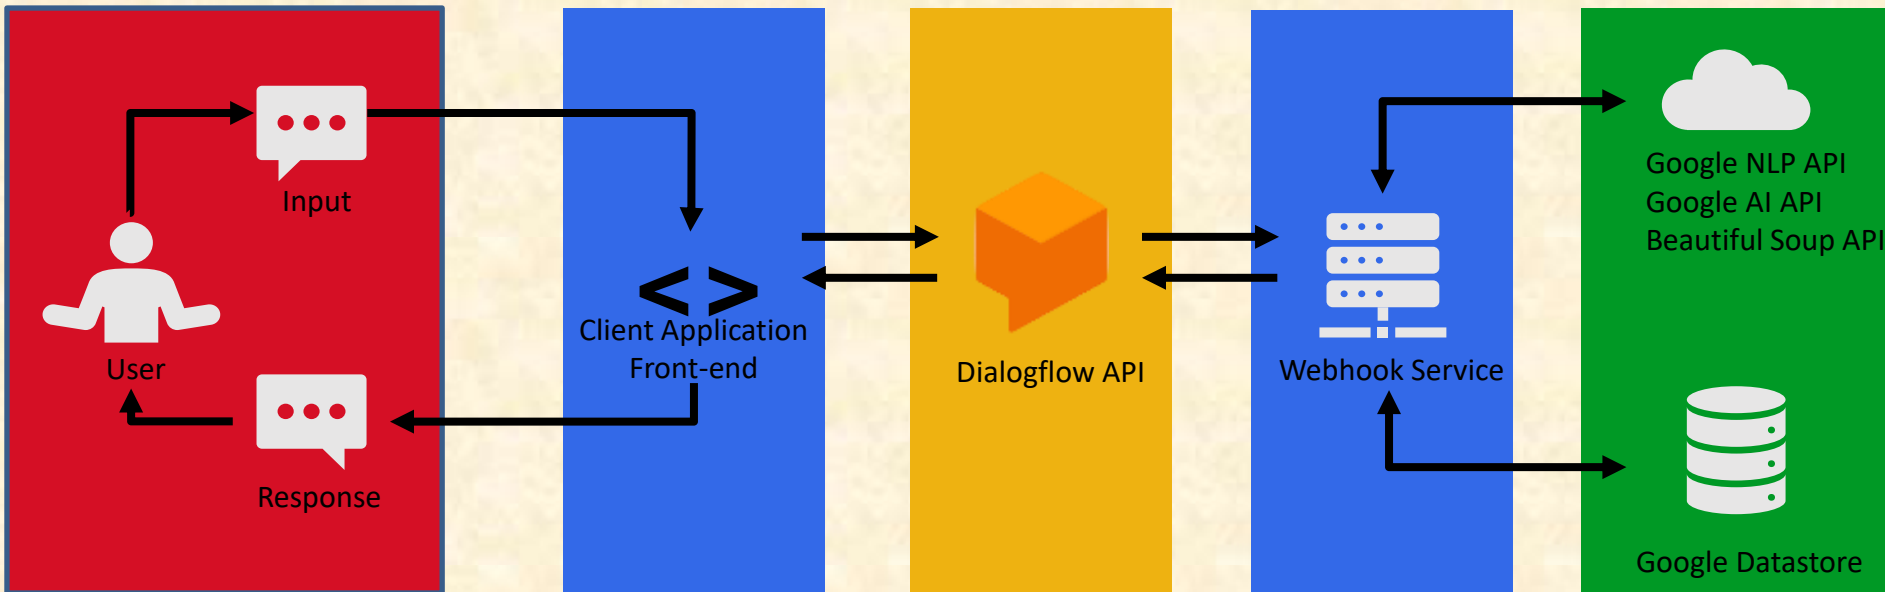 Input
User
Response
< >
Client Application
Front-end
Dialogflow API
Webhook Service
Google NLP API
Google AI API
Beautiful Soup API
Google Datastore